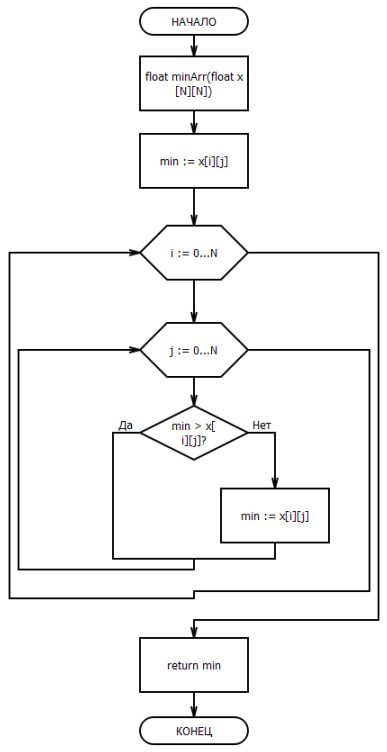 НАЧАЛО
float minArr(float x
[N][N])
min := x[i][j]
i := 0...N
j := 0...N
Да
min > x[
i][j]?
Нет
min := x[i][j]
return min
КОНЕЦ